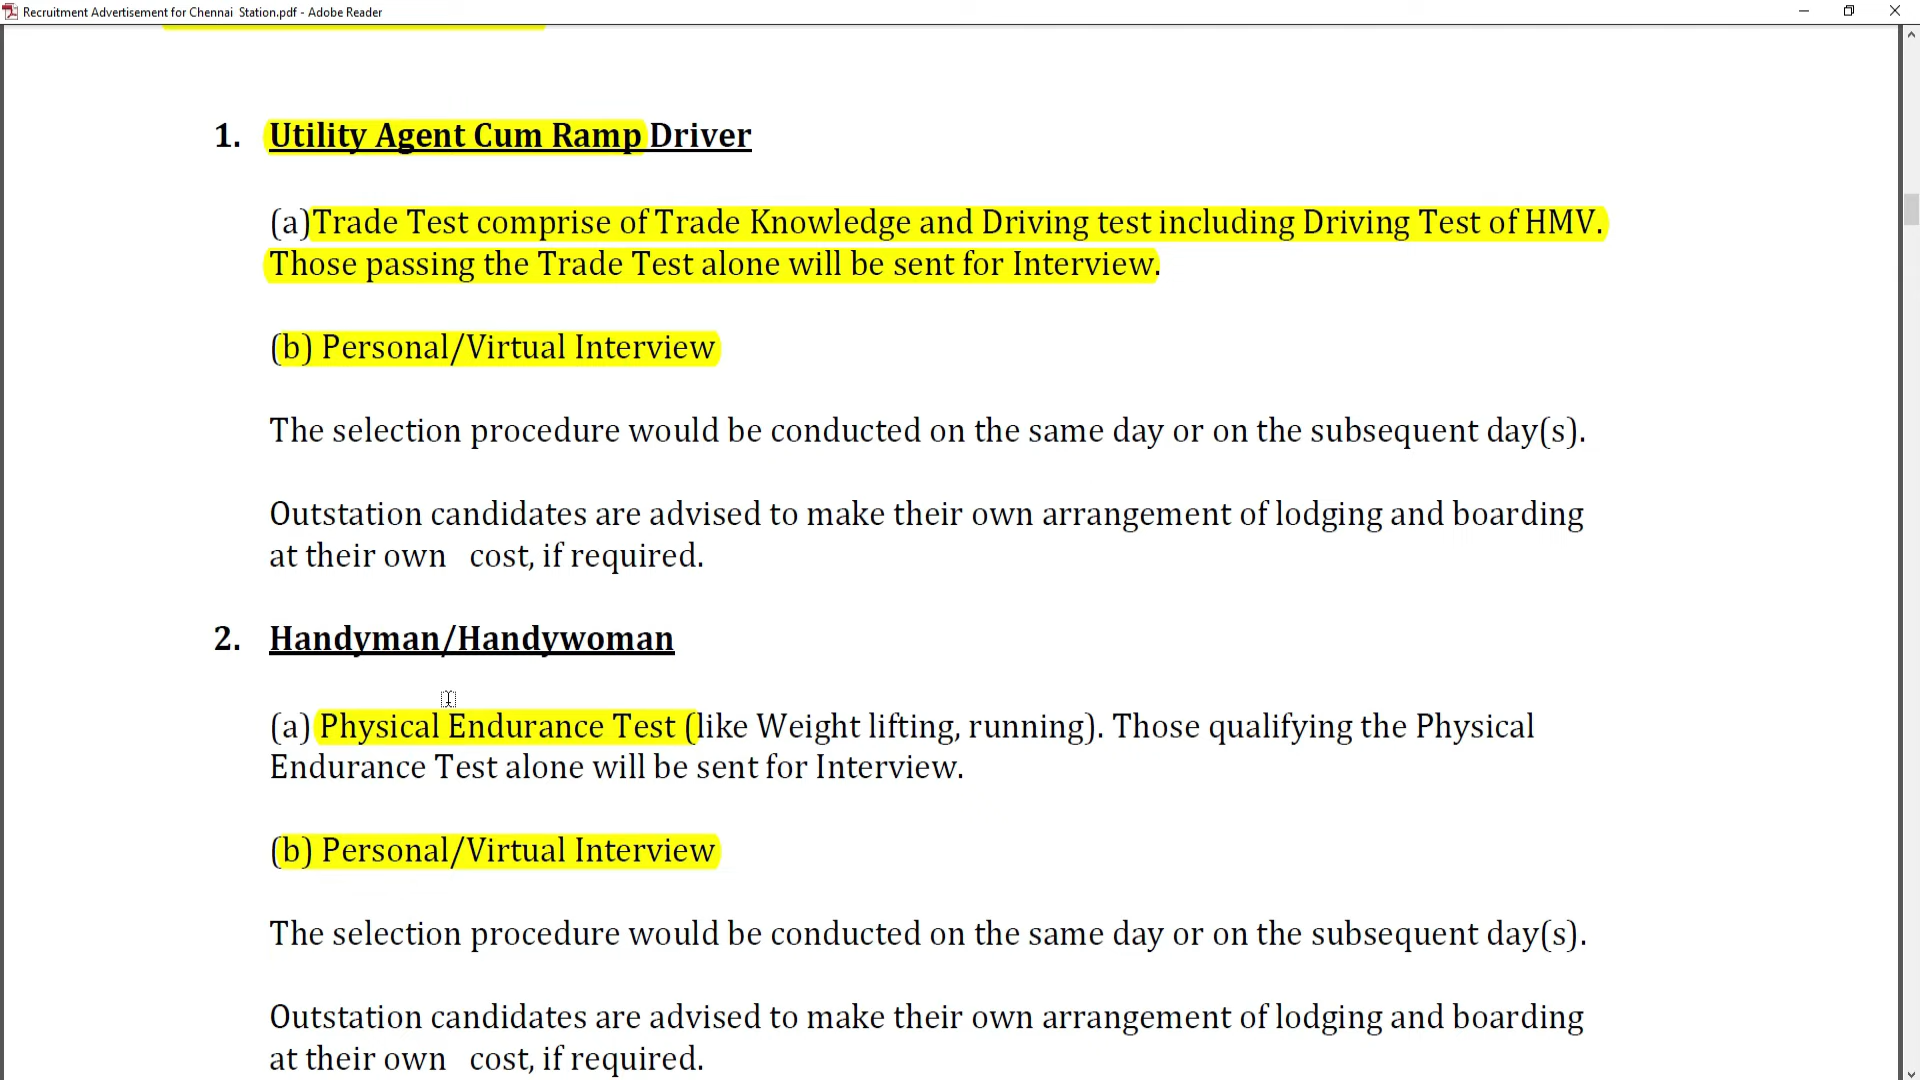 Recruitment Advertisement for Chennai  Station.pdf - Adobe Reader
1. Utility Agent Cum Ramp Driver
(a)Trade Test comprise of Trade Knowledge and Driving test including Driving Test of HMV.
Those passing the Trade Test alone will be sent for Interview.
(b) Personal/Virtual Interview
The selection procedure would be conducted on the same day or on the subsequent day(s).
Outstation candidates are advised to make their own arrangement of lodging and boarding
at their own   cost, if required.
2. Handyman/Handywoman
(a) Physical Endurance Test (like Weight lifting, running). Those qualifying the Physical
Endurance Test alone will be sent for Interview.
(b) Personal/Virtual Interview
The selection procedure would be conducted on the same day or on the subsequent day(s).
Outstation candidates are advised to make their own arrangement of lodging and boarding
at their own   cost, if required.